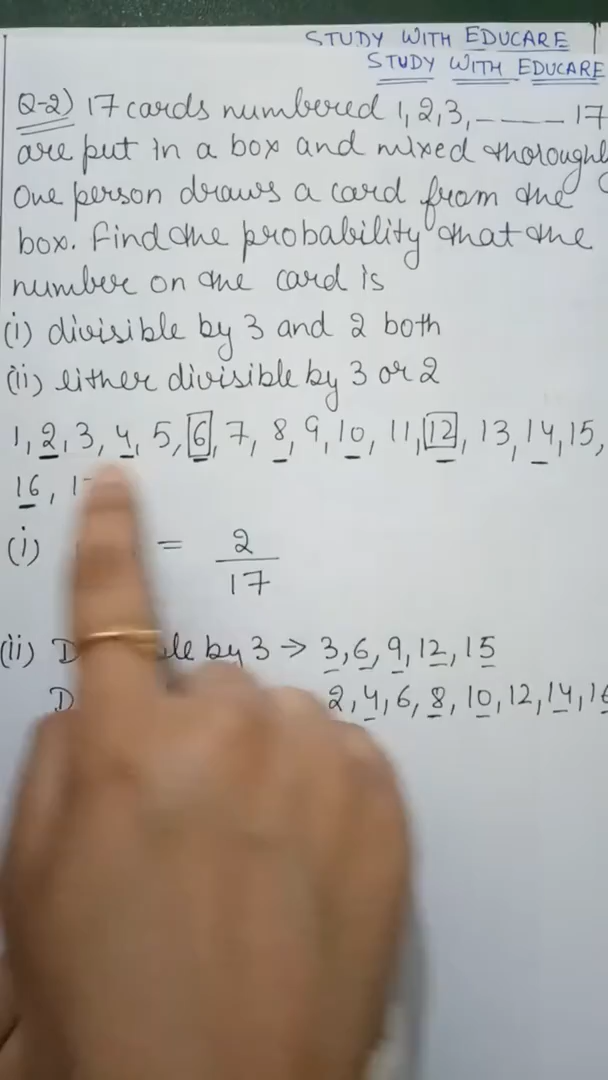 STUDY WITH EDUCARE
STUDY WITH EDUCARE
Q-2) 17 cards numbered 1,2,3, ---- 17
are put in a box and mixed thoroughly
One person draws a card from the
box. Find the probability that the
number on the card is
(i) divisible by 3 and 2 both
(ii) either divisible by 3 or 2
1, 2, 3, 4, 5, 6, 7, 8, 9, 10, 11, 12, 13, 14, 15,
16,
(i) = 2/17
(ii) by 3 → 3, 6, 9, 12, 15
2, 4, 6, 8, 10, 12, 14, 16